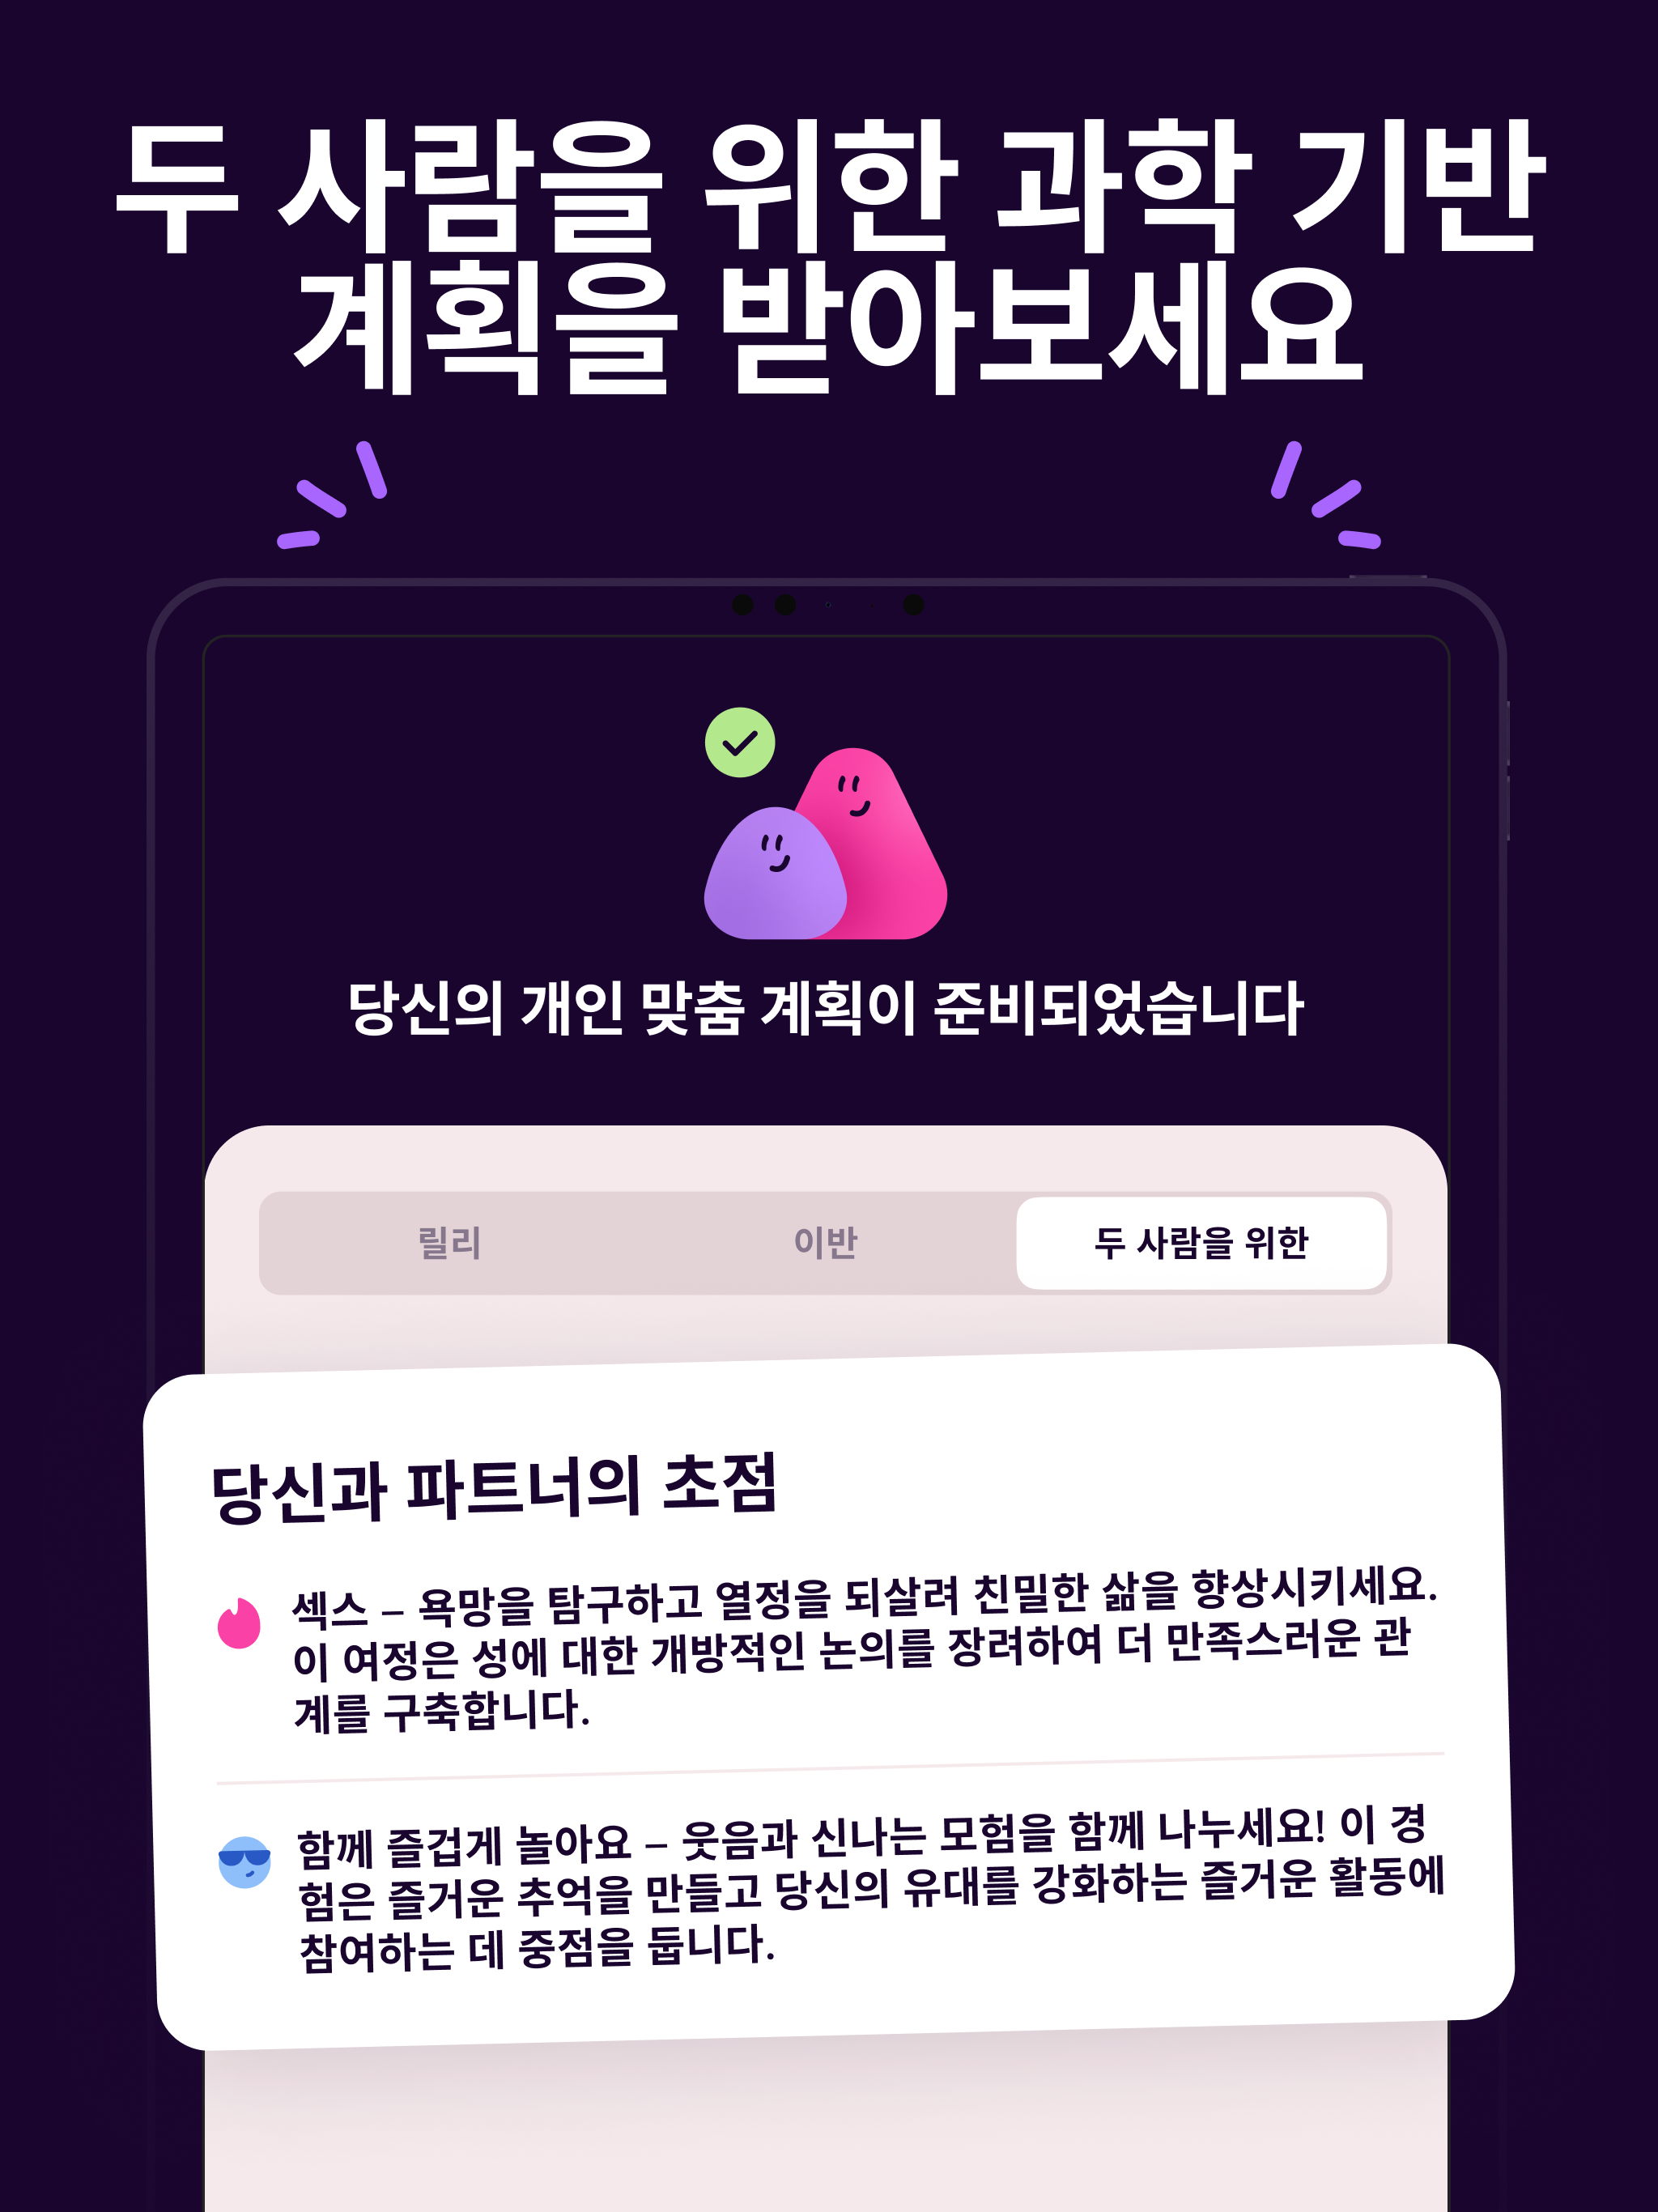 두 사람을 위한 과학 기반
계획을 받아보세요
당신의 개인 맞춤 계획이 준비되었습니다
릴리
이반
두 사람을 위한
당신과 파트너의 초점
섹스 – 욕망을 탐구하고 열정을 되살려 친밀한 삶을 향상시키세요.
이 여정은 성에 대한 개방적인 논의를 장려하여 더 만족스러운 관
계를 구축합니다.
함께 즐겁게 놀아요 – 웃음과 신나는 모험을 함께 나누세요! 이 경
험은 즐거운 추억을 만들고 당신의 유대를 강화하는 즐거운 활동에
참여하는 데 중점을 둡니다.